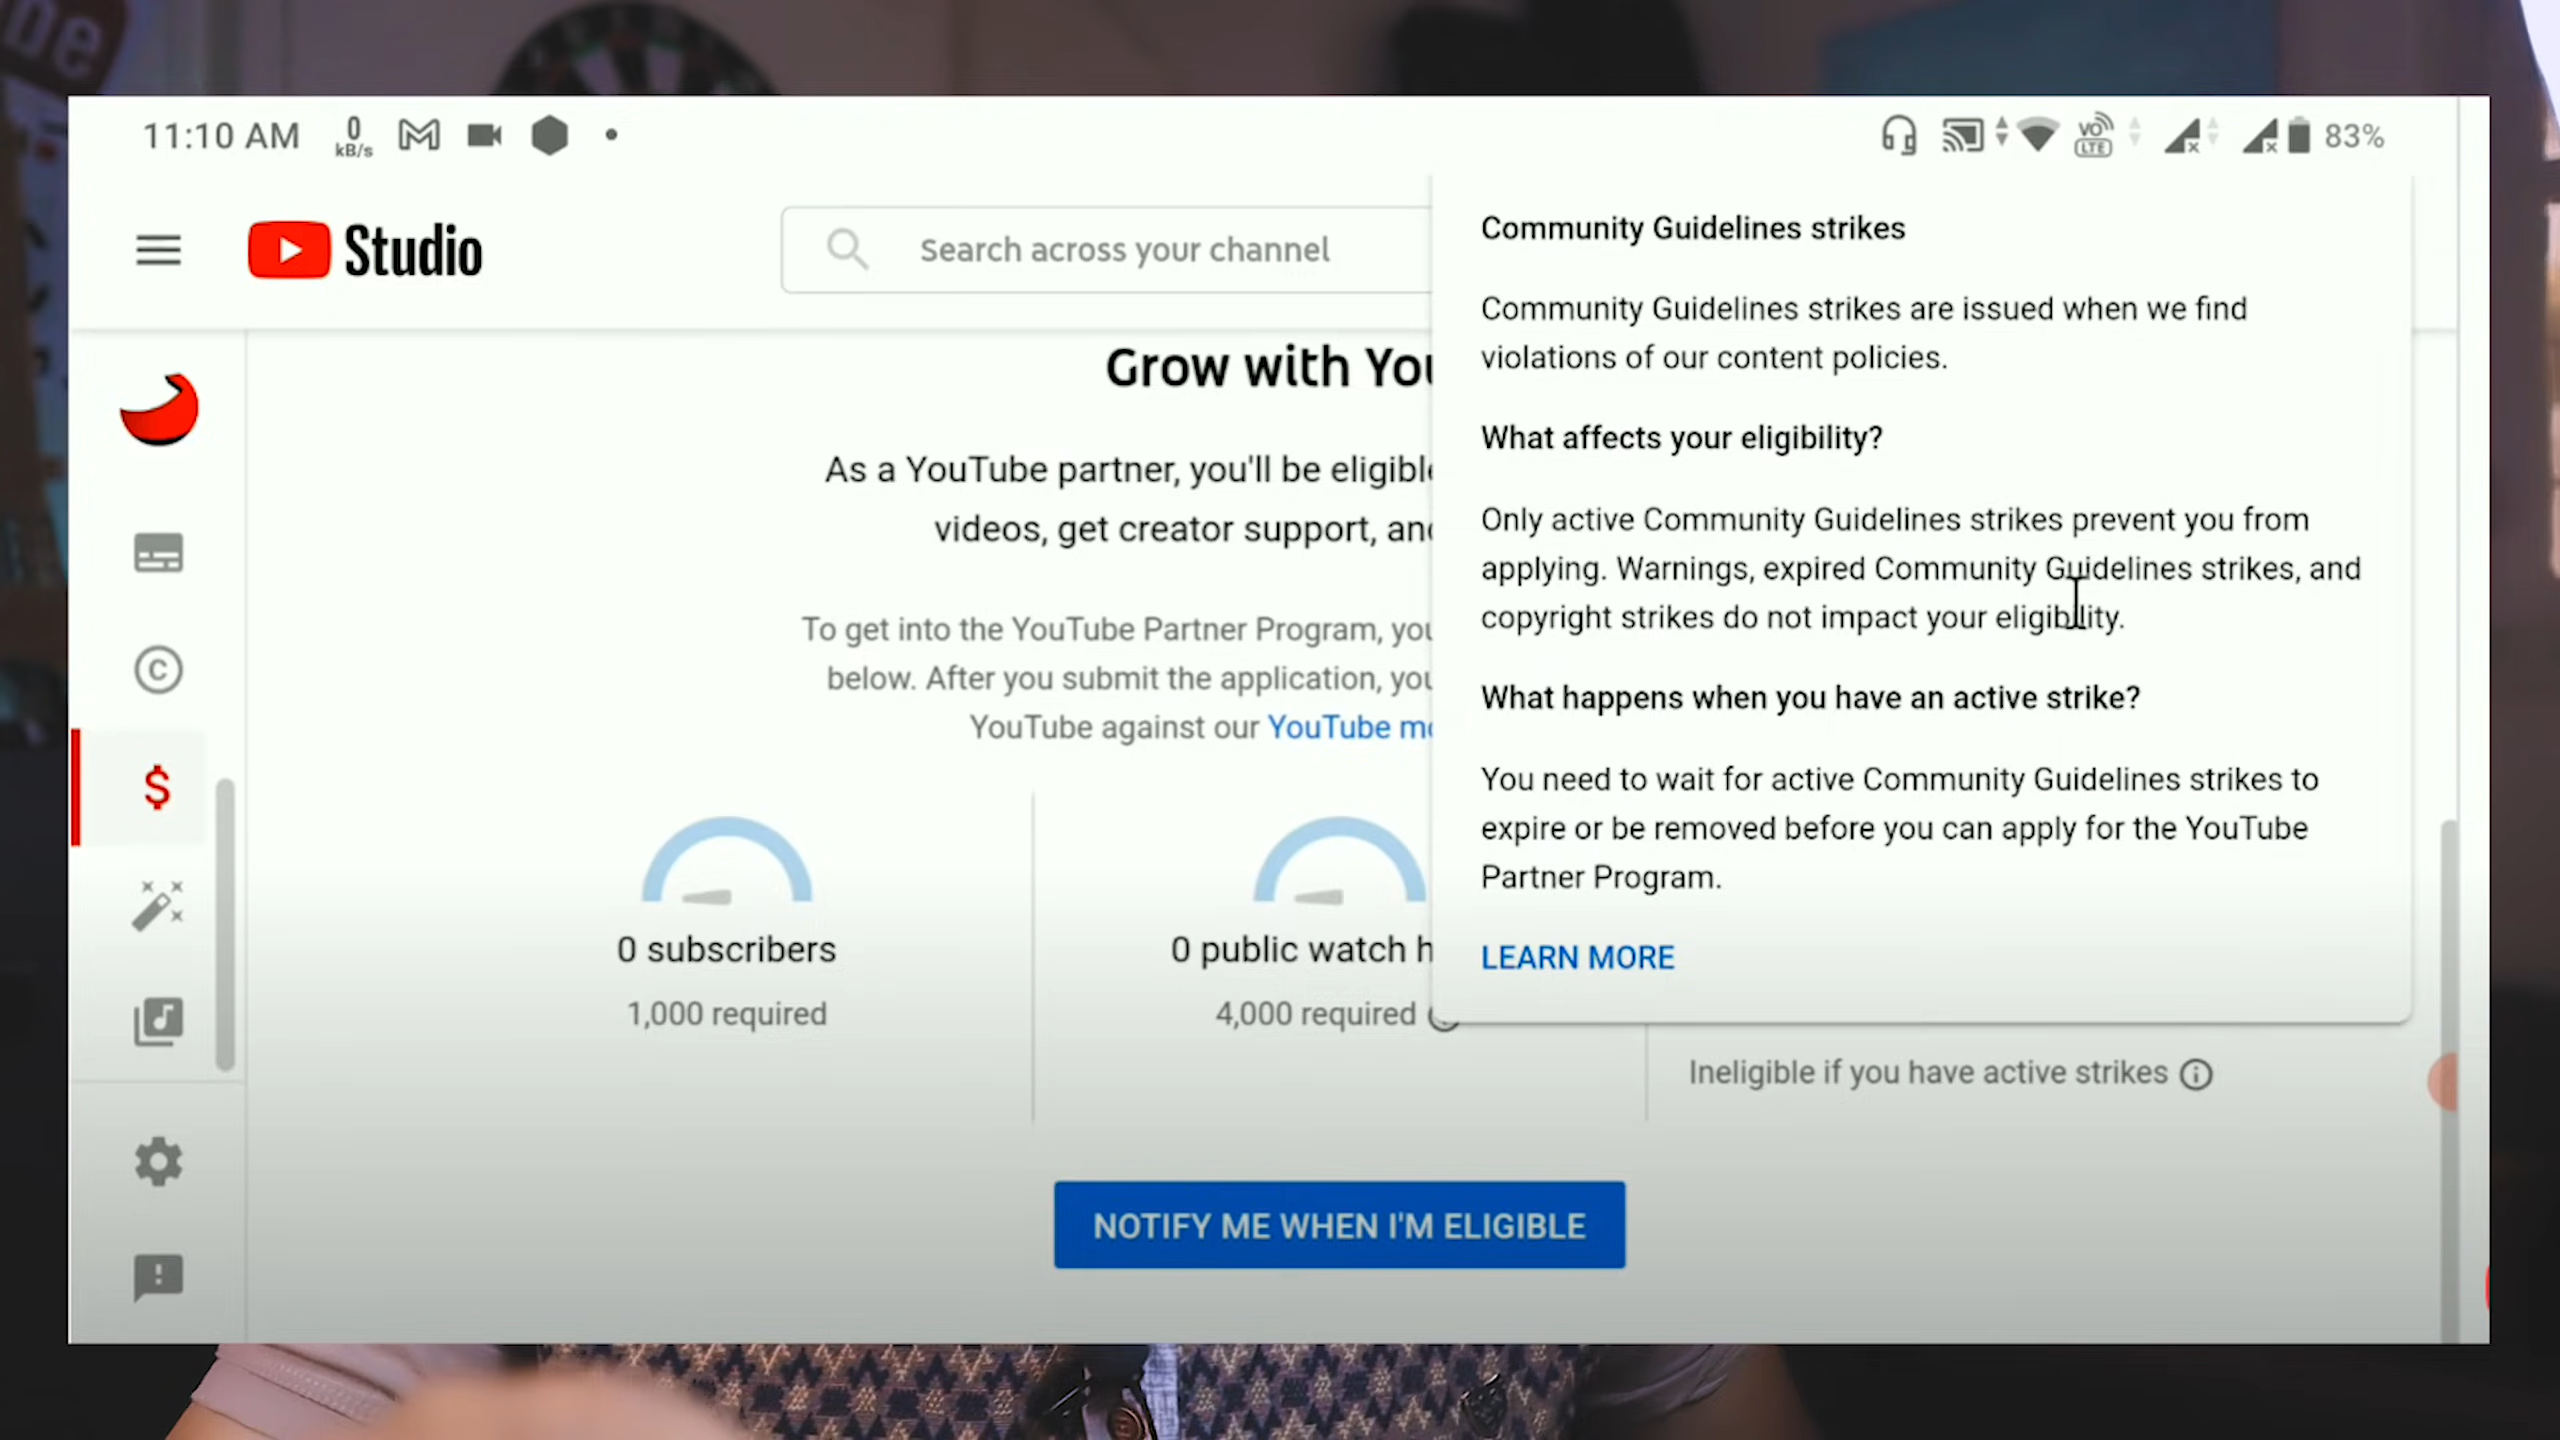 ne
11:10 AM
0
kB/s
VO
LTE
83%
Studio
Search across your channel
Grow with You
As a YouTube partner, you'll be eligible
videos, get creator support, and
To get into the YouTube Partner Program, you
below. After you submit the application, you
YouTube against our YouTube mo
0 subscribers
1,000 required
0 public watch h
4,000 required
Community Guidelines strikes
Community Guidelines strikes are issued when we find
violations of our content policies.
What affects your eligibility?
Only active Community Guidelines strikes prevent you from
applying. Warnings, expired Community Guidelines strikes, and
copyright strikes do not impact your eligibility.
What happens when you have an active strike?
You need to wait for active Community Guidelines strikes to
expire or be removed before you can apply for the YouTube
Partner Program.
LEARN MORE
Ineligible if you have active strikes
NOTIFY ME WHEN I'M ELIGIBLE